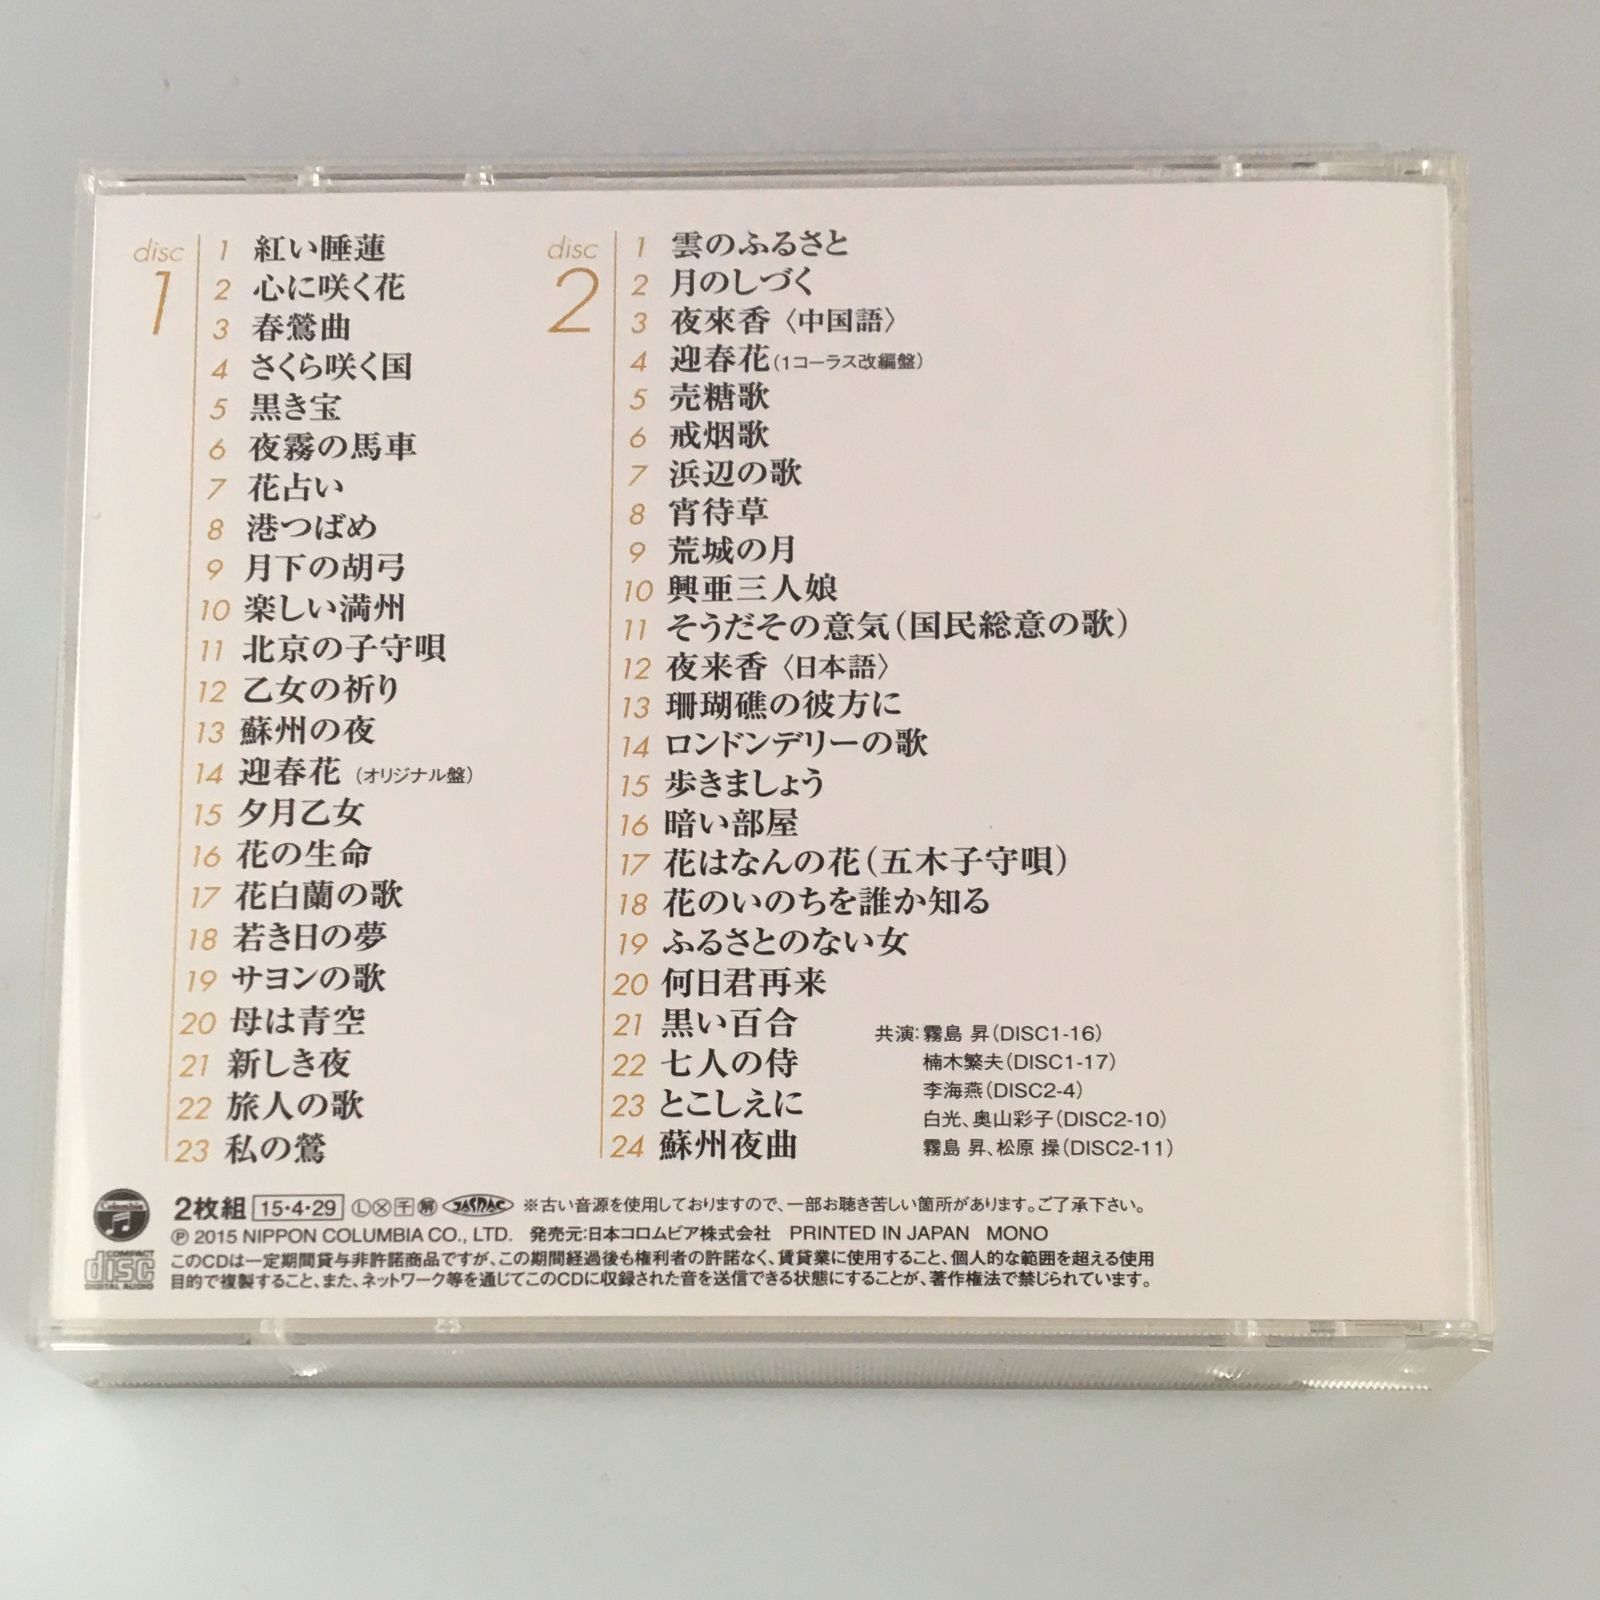 disc 1
1 紅い睡蓮
2 心に咲く花
3 春鶯曲
4 さくら咲く国
5 黒き宝
6 夜霧の馬車
7 花占い
8 港つばめ
9 月下の胡弓
10 楽しい満州
11 北京の子守唄
12 乙女の祈り
13 蘇州の夜
14 迎春花 (オリジナル盤)
15 夕月乙女
16 花の生命
17 花白蘭の歌
18 若き日の夢
19 サヨンの歌
20 母は青空
21 新しき夜
22 旅人の歌
23 私の鶯
disc 2
1 雲のふるさと
2 月のしづく
3 夜來香〈中国語〉
4 迎春花(1コーラス改編盤)
5 売糖歌
6 戒烟歌
7 浜辺の歌
8 宵待草
9 荒城の月
10 興亜三人娘
11 そうだその意気(国民総意の歌)
12 夜来香〈日本語〉
13 珊瑚礁の彼方に
14 ロンドンデリーの歌
15 歩きましょう
16 暗い部屋
17 花はなんの花(五木子守唄)
18 花のいのちを誰か知る
19 ふるさとのない女
20 何日君再来
21 黒い百合
22 七人の侍
23 とこしえに
24 蘇州夜曲
共演:霧島 昇(DISC1-16)
楠木繁夫(DISC1-17)
李海燕(DISC2-4)
白光、奥山彩子(DISC2-10)
霧島 昇、松原 操(DISC2-11)
Columbia
2枚組 15・4・29 Ⓛ Ⓧ 〒 解 JASRAC ※古い音源を使用しておりますので、一部お聴き苦しい箇所があります。ご了承下さい。
℗ 2015 NIPPON COLUMBIA CO., LTD. 発売元:日本コロムビア株式会社 PRINTED IN JAPAN MONO
COMPACT disc DIGITAL AUDIO
このCDは一定期間貸与非許諾商品ですが、この期間経過後も権利者の許諾なく、賃貸業に使用すること、個人的な範囲を超える使用
目的で複製すること、また、ネットワーク等を通じてこのCDに収録された音を送信できる状態にすることが、著作権法で禁じられています。